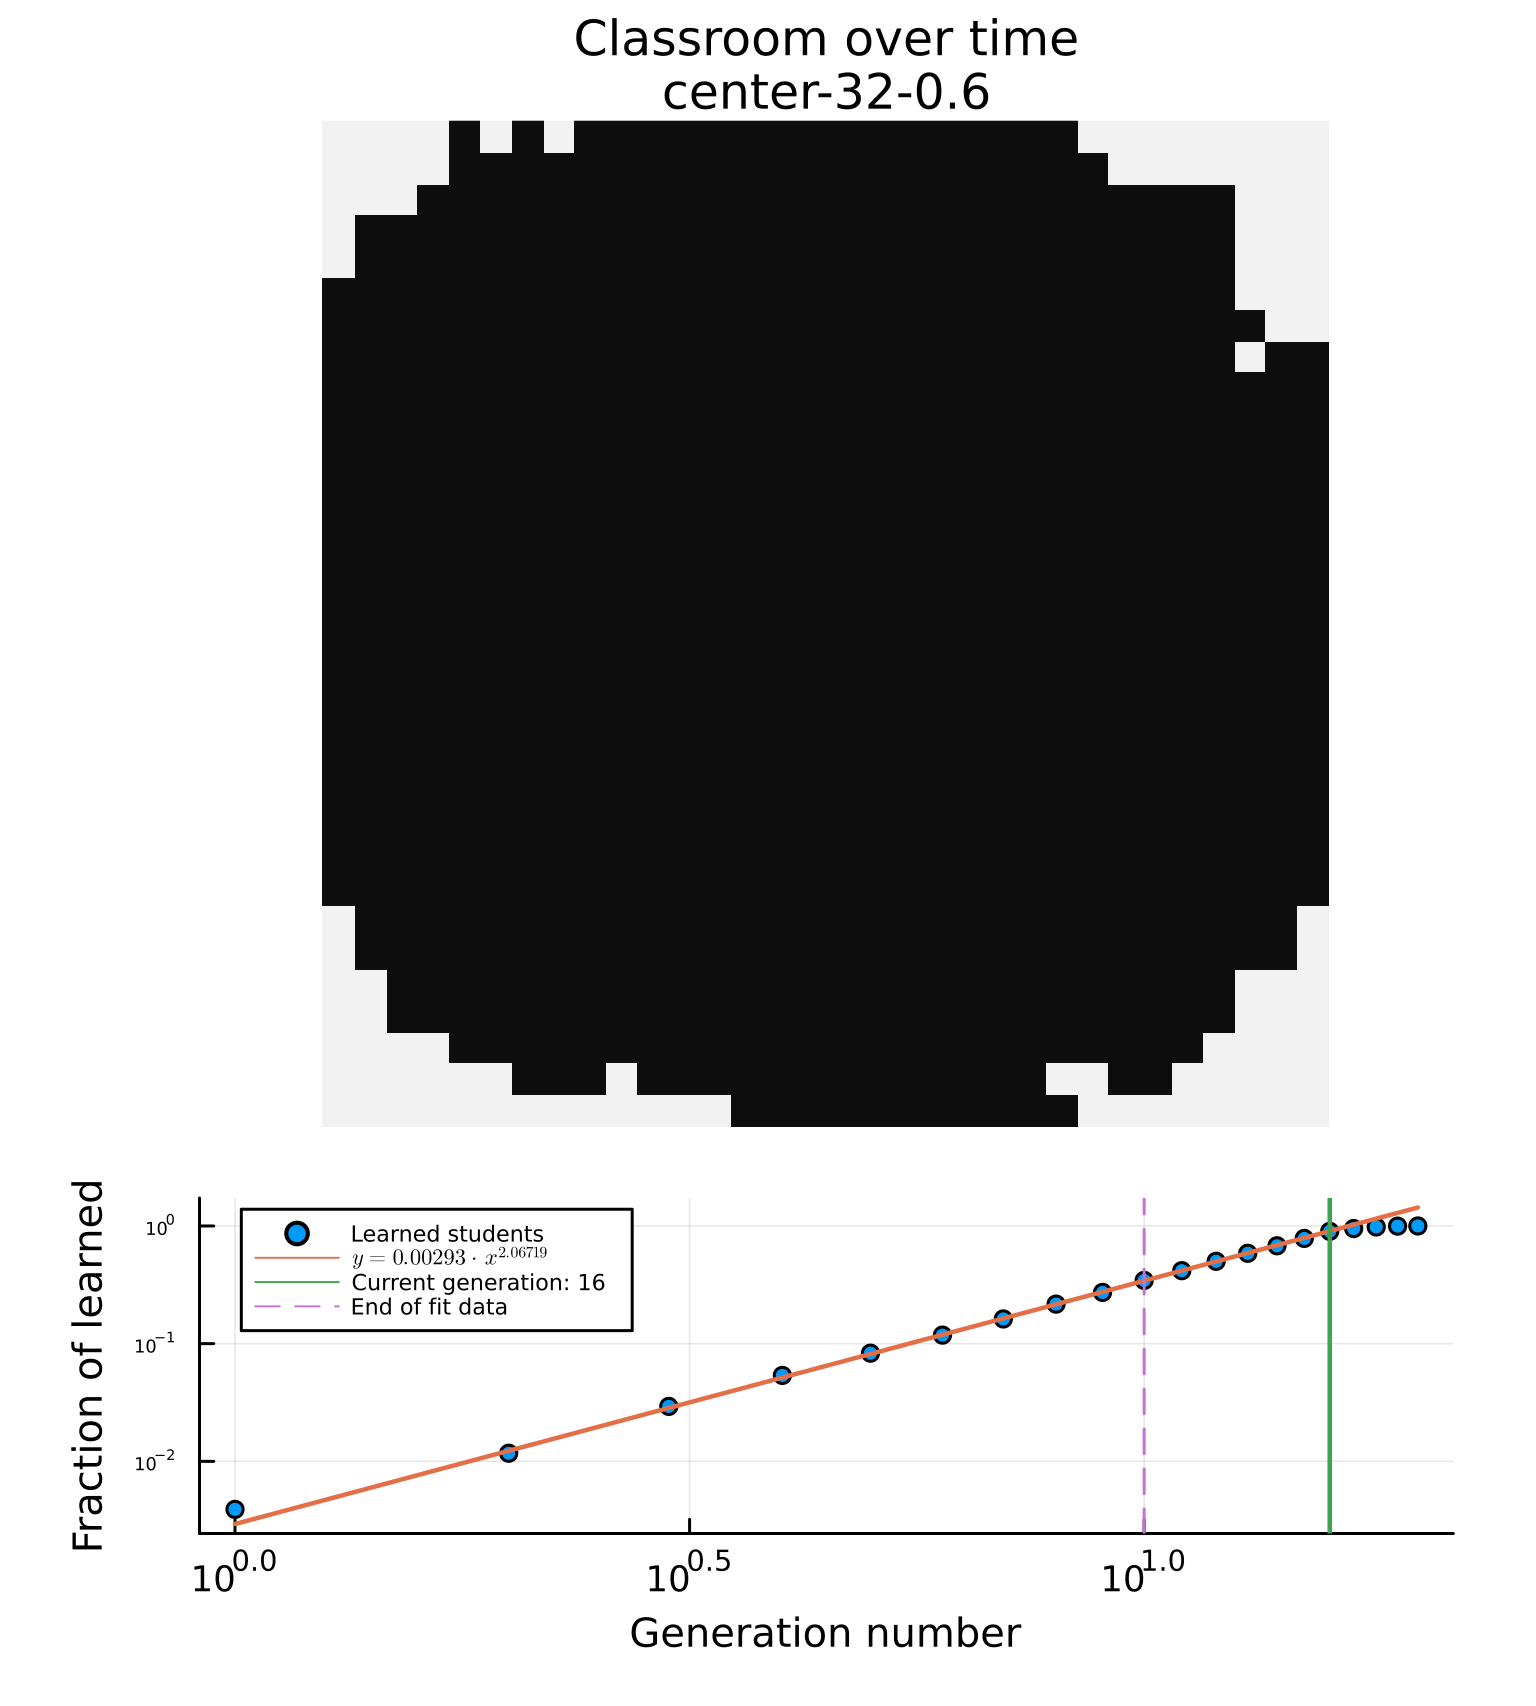 Classroom over time
center-32-0.6
Fraction of learned
10⁰
10⁻¹
10⁻²
Learned students
y = 0.00293 · x^2.06719
Current generation: 16
End of fit data
10^0.0 10^0.5 10^1.0
Generation number